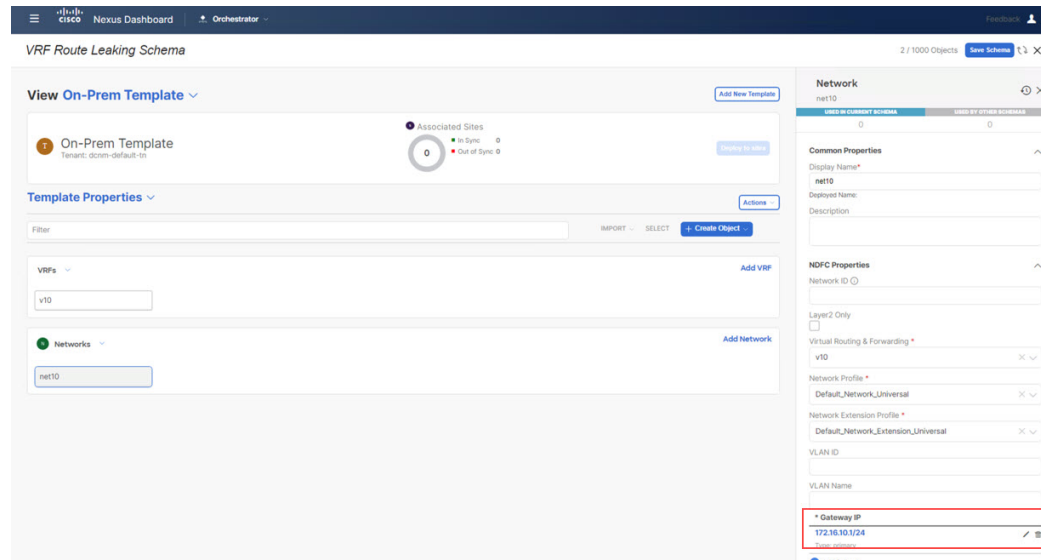 cisco Nexus Dashboard Orchestrator Feedback
VRF Route Leaking Schema 2 / 1000 Objects Save Schema
View On-Prem Template Add New Template
T On-Prem Template
Tenant: dcnm-default-tn
Associated Sites
0
In Sync 0
Out of Sync 0
Deploy to sites
Template Properties Actions
Filter IMPORT SELECT + Create Object
VRFs Add VRF
v10
Networks Add Network
net10
Network
net10
USED IN CURRENT SCHEMA USED BY OTHER SCHEMAS
0 0
Common Properties
Display Name*
net10
Deployed Name:
Description
NDFC Properties
Network ID
Layer2 Only
Virtual Routing & Forwarding *
v10
Network Profile *
Default_Network_Universal
Network Extension Profile *
Default_Network_Extension_Universal
VLAN ID
VLAN Name
* Gateway IP
172.16.10.1/24